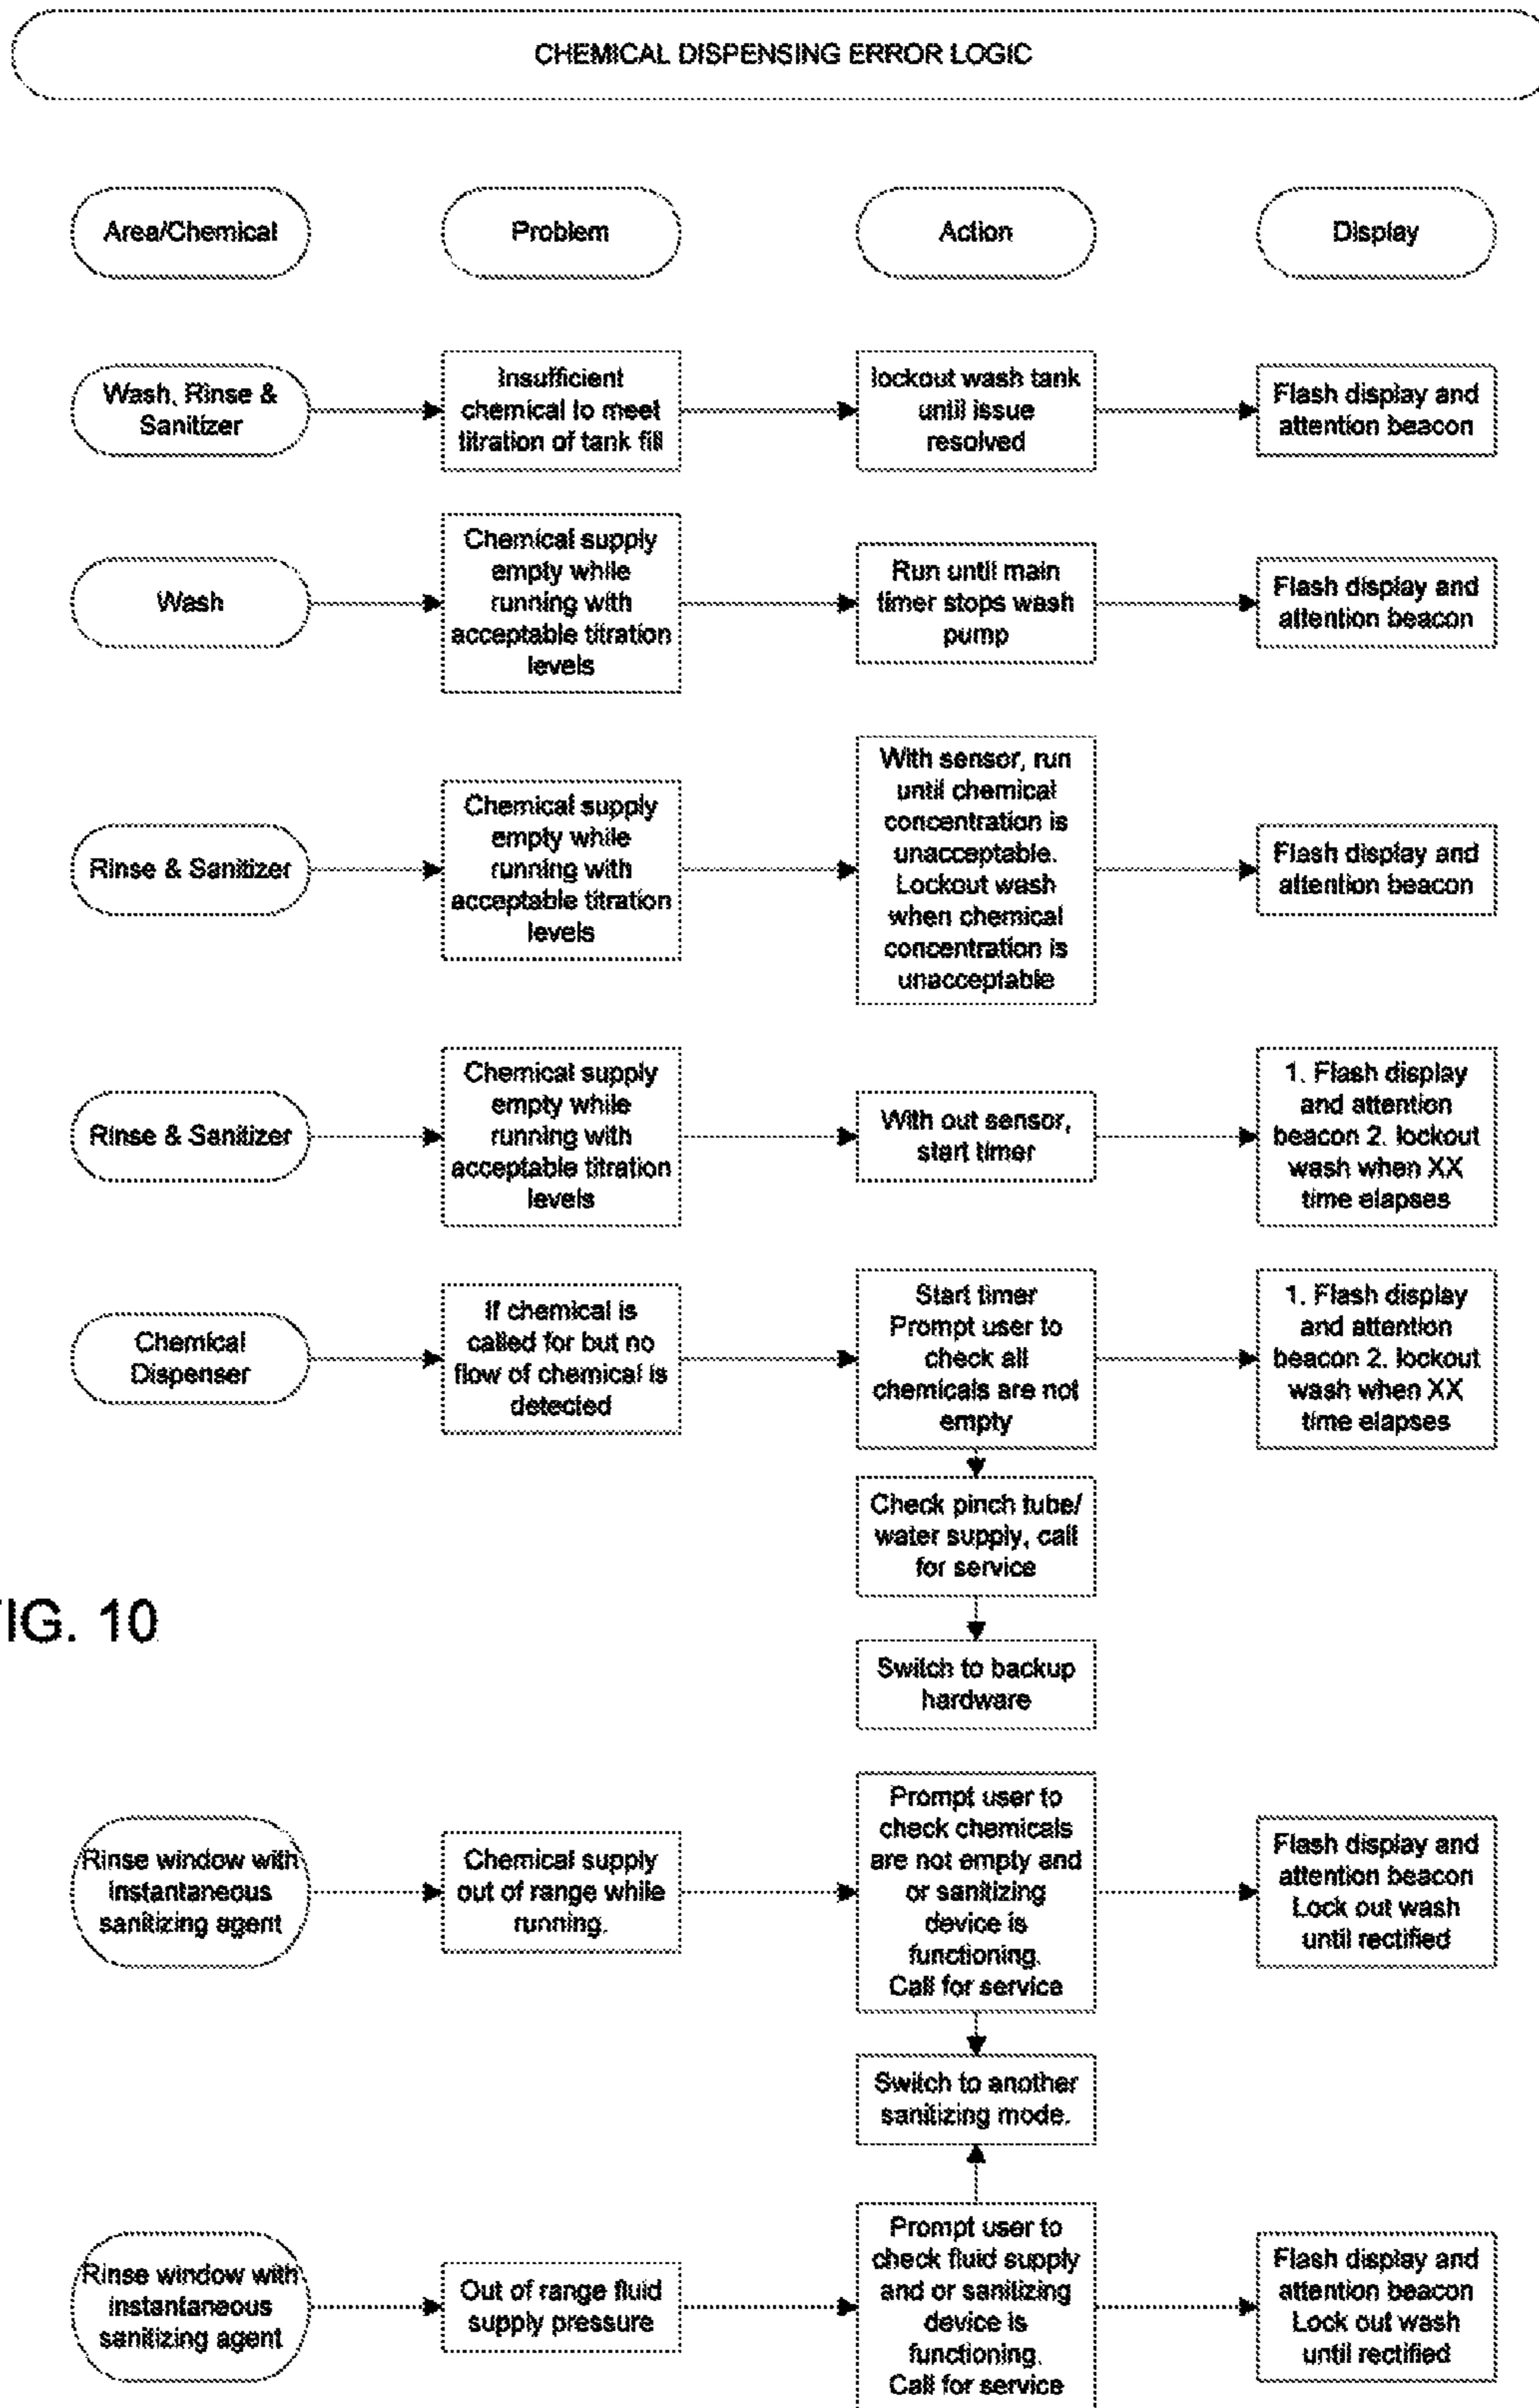 CHEMICAL DISPENSING ERROR LOGIC
Area/Chemical
Problem
Action
Display
Wash, Rinse &
Sanitizer
Insufficient
chemical to meet
titration of tank fill
lockout wash tank
until issue
resolved
Flash display and
attention beacon
Wash
Chemical supply
empty while
running with
acceptable titration
levels
Run until main
timer stops wash
pump
Flash display and
attention beacon
Rinse & Sanitizer
Chemical supply
empty while
running with
acceptable titration
levels
With sensor, run
until chemical
concentration is
unacceptable.
Lockout wash
when chemical
concentration is
unacceptable
Flash display and
attention beacon
Rinse & Sanitizer
Chemical supply
empty while
running with
acceptable titration
levels
With out sensor,
start timer
1. Flash display
and attention
beacon 2. lockout
wash when XX
time elapses
Chemical
Dispenser
If chemical is
called for but no
flow of chemical is
detected
Start timer
Prompt user to
check all
chemicals are not
empty
1. Flash display
and attention
beacon 2. lockout
wash when XX
time elapses
Check pinch tube/
water supply, call
for service
IG. 10
Switch to backup
hardware
Rinse window with
instantaneous
sanitizing agent
Chemical supply
out of range while
running.
Prompt user to
check chemicals
are not empty and
or sanitizing
device is
functioning.
Call for service
Flash display and
attention beacon
Lock out wash
until rectified
Switch to another
sanitizing mode.
Rinse window with
instantaneous
sanitizing agent
Out of range fluid
supply pressure
Prompt user to
check fluid supply
and or sanitizing
device is
functioning.
Call for service
Flash display and
attention beacon
Lock out wash
until rectified